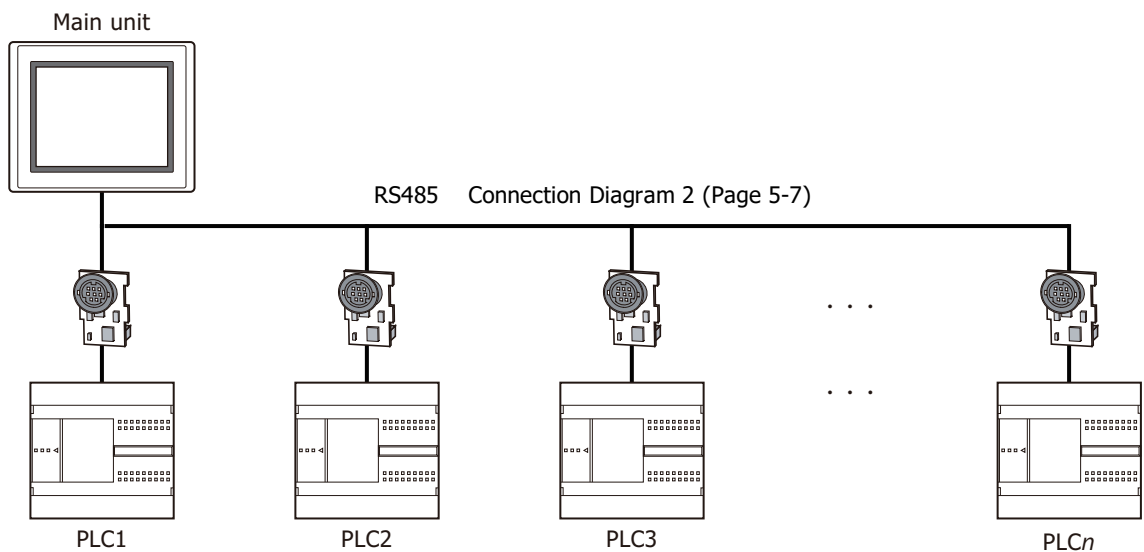 Main unit
RS485 Connection Diagram 2 (Page 5-7)
. . .
. . .
PLC1 PLC2 PLC3 PLCn